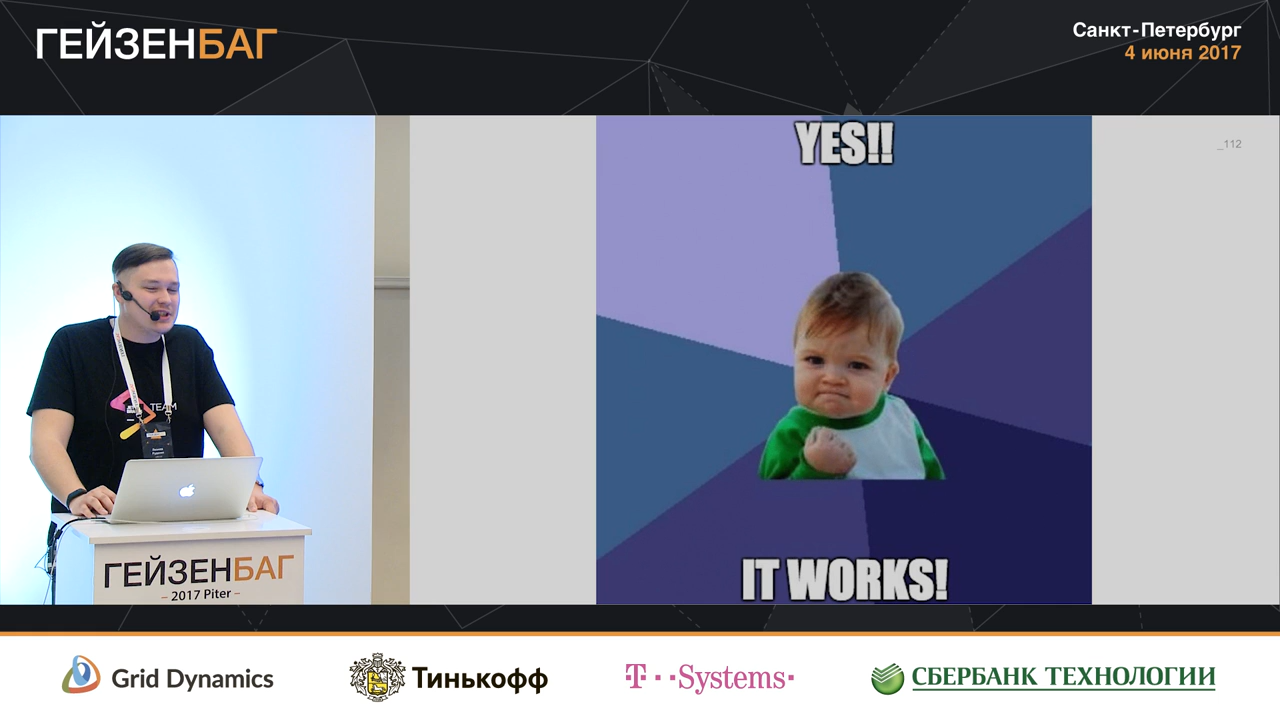 ГЕЙЗЕНБАГ
Санкт-Петербург
4 июня 2017
YES!!
_112
TEAM
IT WORKS!
ГЕЙЗЕНБАГ
– 2017 Piter –
Grid Dynamics
Тинькофф
T··Systems·
СБЕРБАНК ТЕХНОЛОГИИ